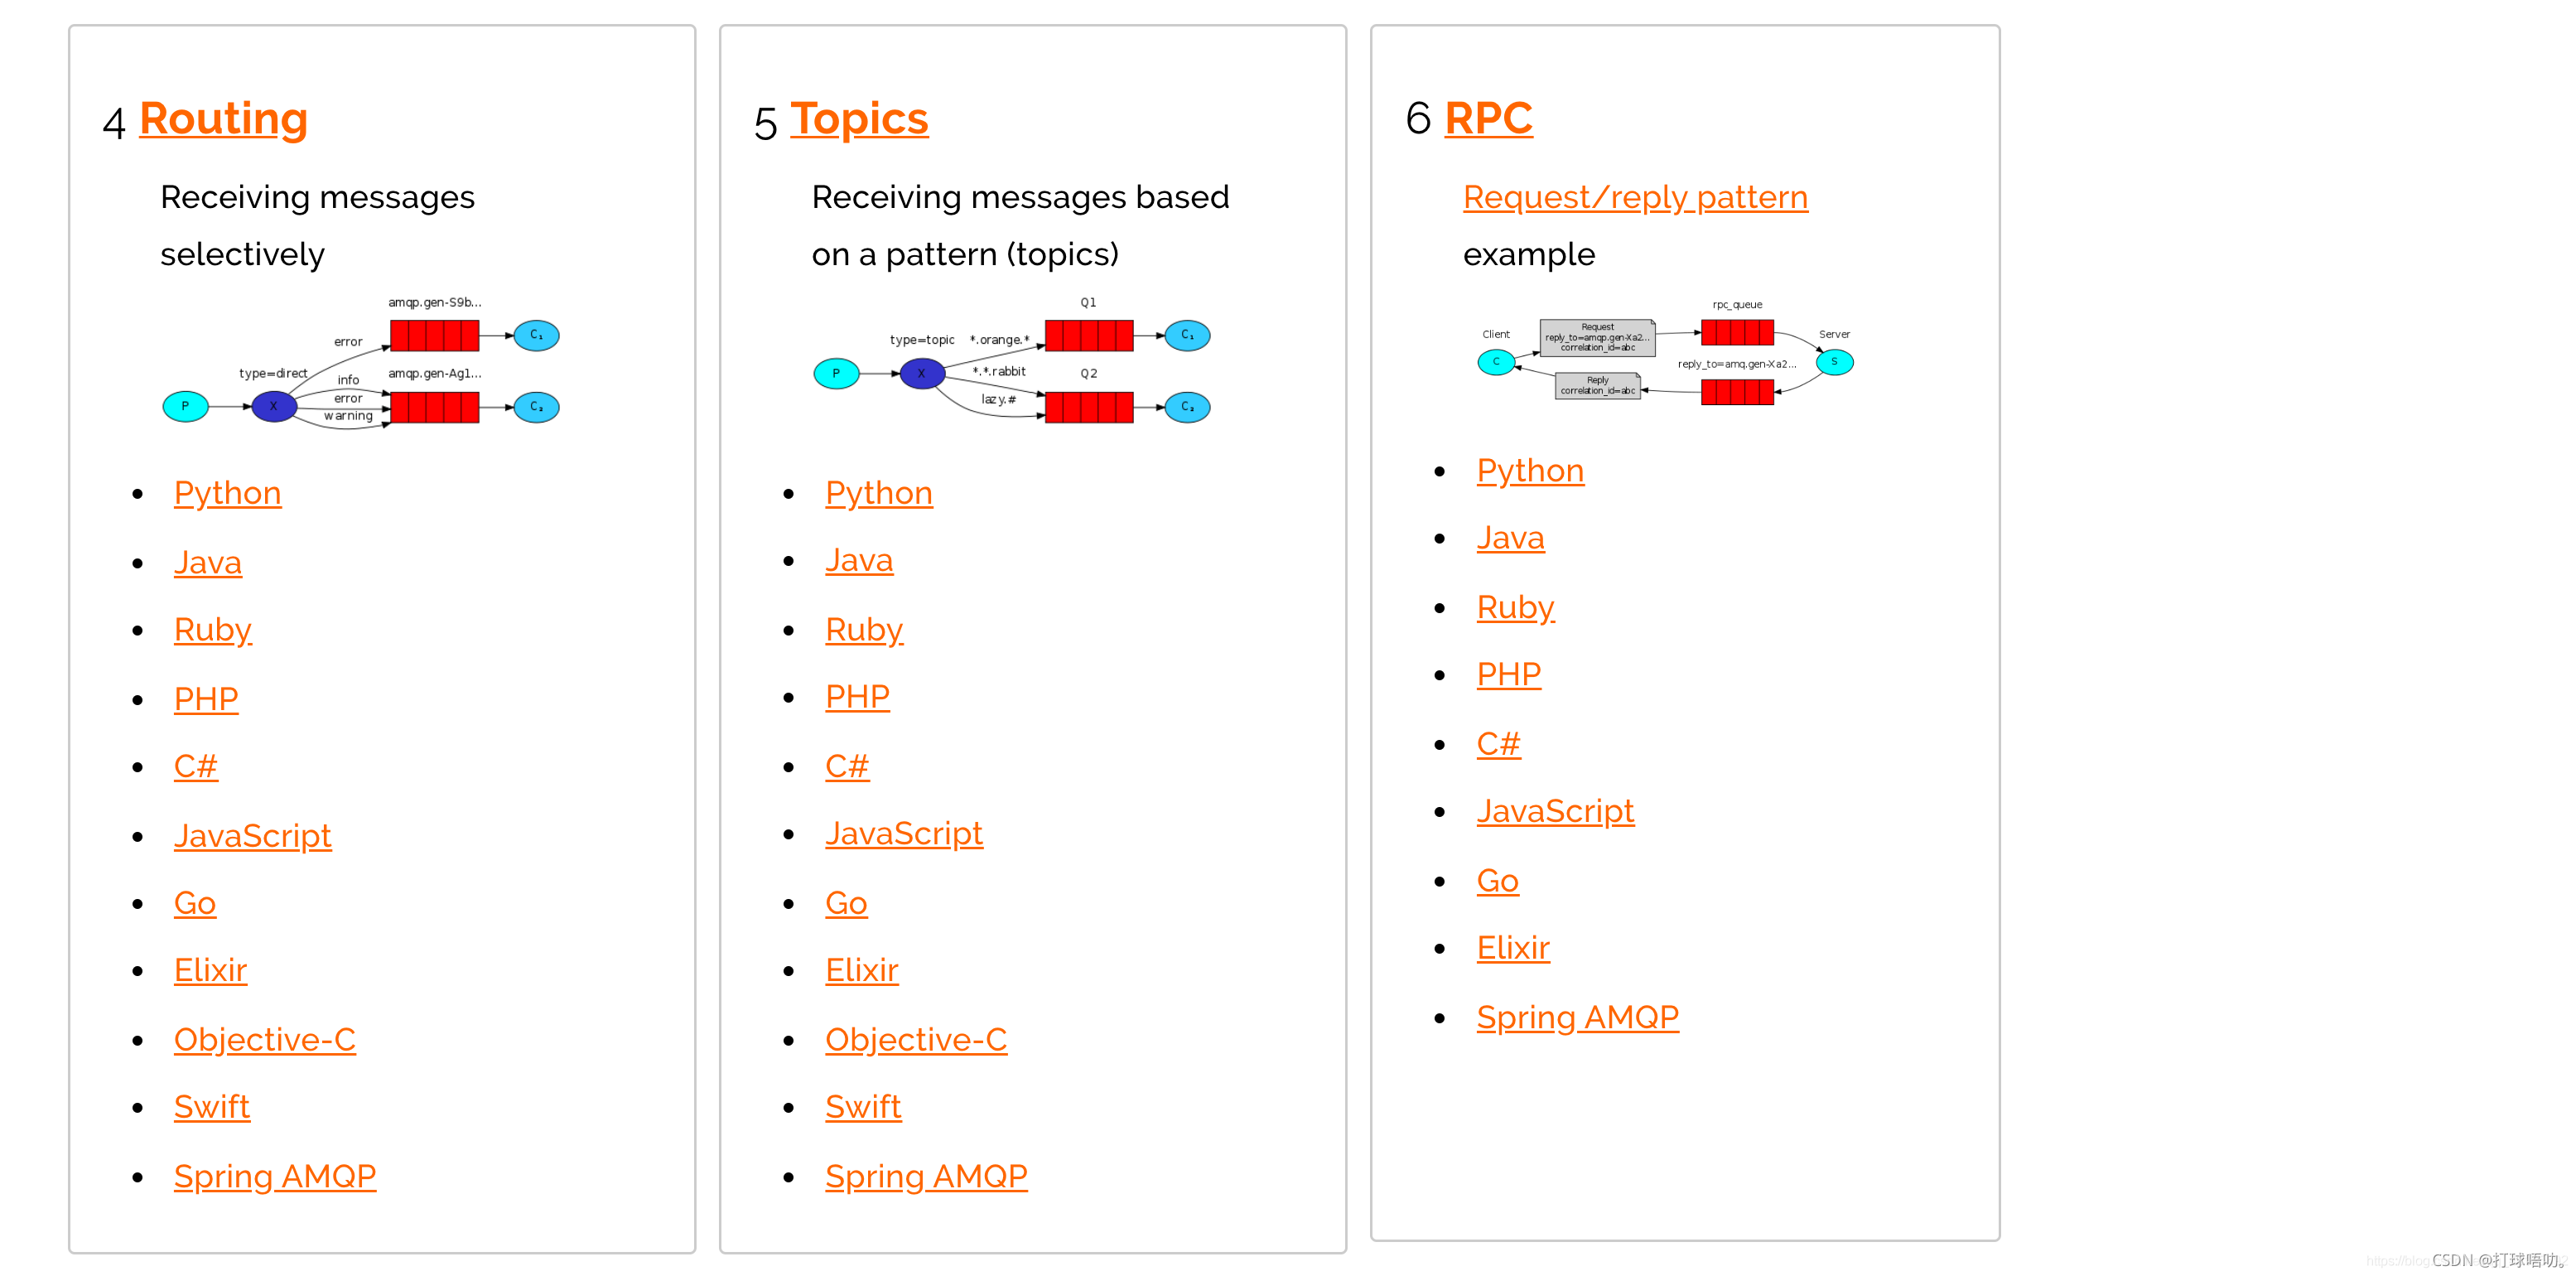 4 Routing
Receiving messages
selectively
amqp.gen-S9b...
error
C₁
type=direct
info
amqp.gen-Ag1...
error
warning
P
X
C₂
Python
Java
Ruby
PHP
C#
JavaScript
Go
Elixir
Objective-C
Swift
Spring AMQP
5 Topics
Receiving messages based
on a pattern (topics)
Q1
type=topic
*.orange.*
C₁
P
X
*.*.rabbit
Q2
lazy.#
C₂
Python
Java
Ruby
PHP
C#
JavaScript
Go
Elixir
Objective-C
Swift
Spring AMQP
6 RPC
Request/reply pattern
example
rpc_queue
Client
Request
reply_to=amqp.gen-Xa2...
correlation_id=abc
Server
C
S
reply_to=amq.gen-Xa2...
Reply
correlation_id=abc
Python
Java
Ruby
PHP
C#
JavaScript
Go
Elixir
Spring AMQP
CSDN @打球唔叻。